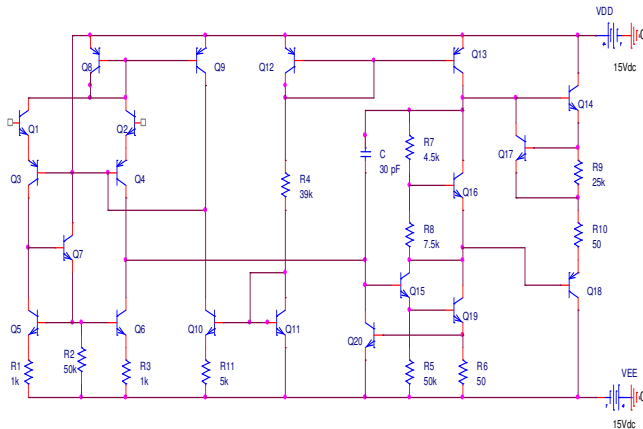 VDD
15Vdc
Q8
Q9
Q12
Q13
Q14
Q1
Q2
Q17
R7
4.5k
C
30 pF
R9
25k
Q3
Q4
R4
39k
Q16
Q7
R8
7.5k
R10
50
Q15
Q18
Q5
Q6
Q10
Q11
Q19
Q20
R1
1k
R2
50k
R3
1k
R11
5k
R5
50k
R6
50
VEE
15Vdc